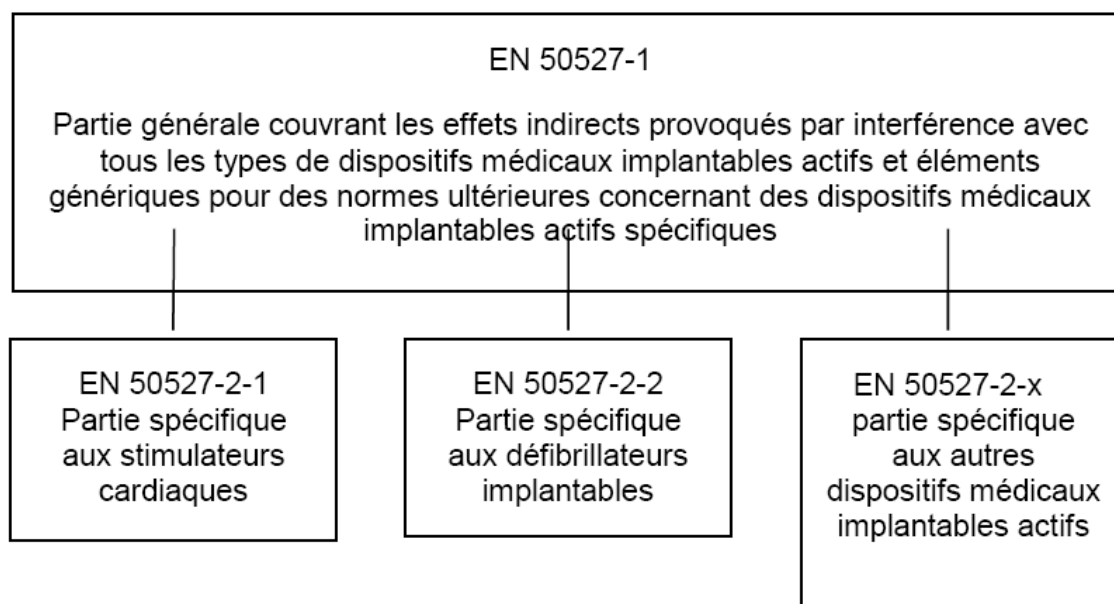 EN 50527-1
Partie générale couvrant les effets indirects provoqués par interférence avec
tous les types de dispositifs médicaux implantables actifs et éléments
génériques pour des normes ultérieures concernant des dispositifs médicaux
implantables actifs spécifiques
EN 50527-2-1
Partie spécifique
aux stimulateurs
cardiaques
EN 50527-2-2
Partie spécifique
aux défibrillateurs
implantables
EN 50527-2-x
partie spécifique
aux autres
dispositifs médicaux
implantables actifs